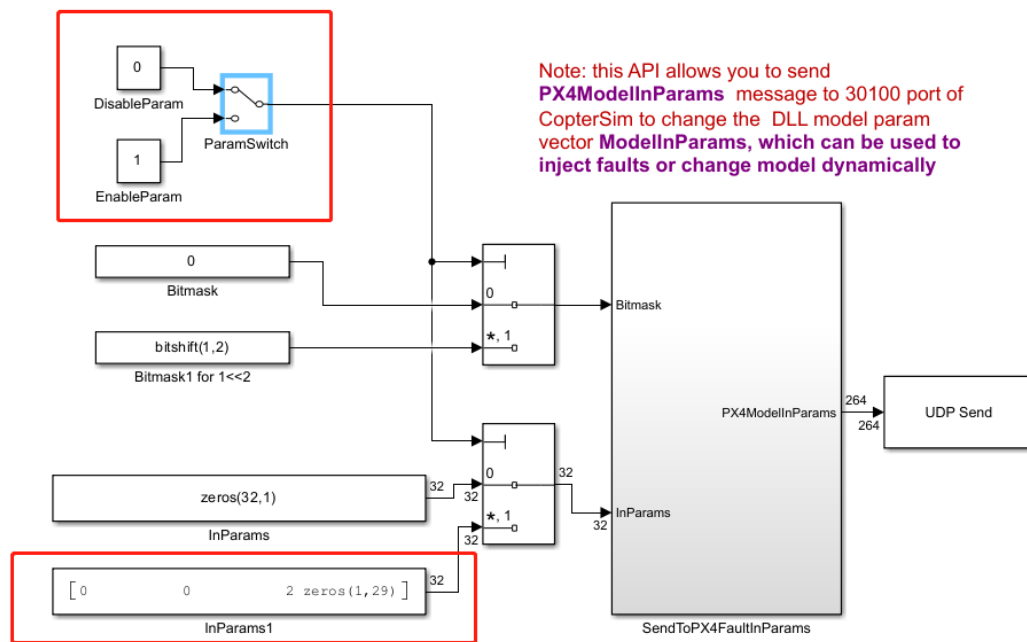 0
DisableParam
1
EnableParam
ParamSwitch
Note: this API allows you to send
PX4ModelInParams message to 30100 port of
CopterSim to change the DLL model param
vector ModelInParams, which can be used to
inject faults or change model dynamically
0
Bitmask
bitshift(1,2)
Bitmask1 for 1<<2
0
*, 1
Bitmask
PX4ModelInParams
264
264
UDP Send
zeros(32,1)
32
32
InParams
0
*, 1
32
32
32
InParams
[0 0 2 zeros(1,29)]
32
InParams1
SendToPX4FaultInParams